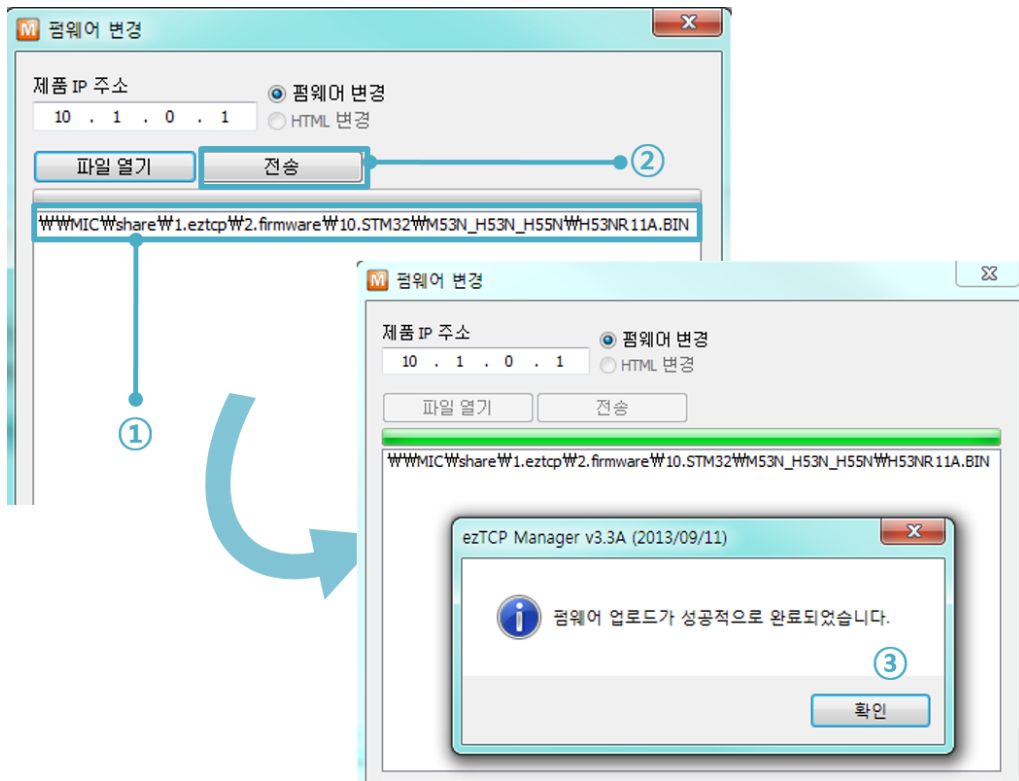 M 펌웨어 변경
제품 IP 주소
10 . 1 . 0 . 1
펌웨어 변경
HTML 변경
파일 열기
전송
②
₩₩MIC₩share₩1.eztcp₩2.firmware₩10.STM32₩M53N_H53N_H55N₩H53NR11A.BIN
①
M 펌웨어 변경
제품 IP 주소
10 . 1 . 0 . 1
펌웨어 변경
HTML 변경
파일 열기
전송
₩₩MIC₩share₩1.eztcp₩2.firmware₩10.STM32₩M53N_H53N_H55N₩H53NR11A.BIN
ezTCP Manager v3.3A (2013/09/11)
펌웨어 업로드가 성공적으로 완료되었습니다.
③
확인